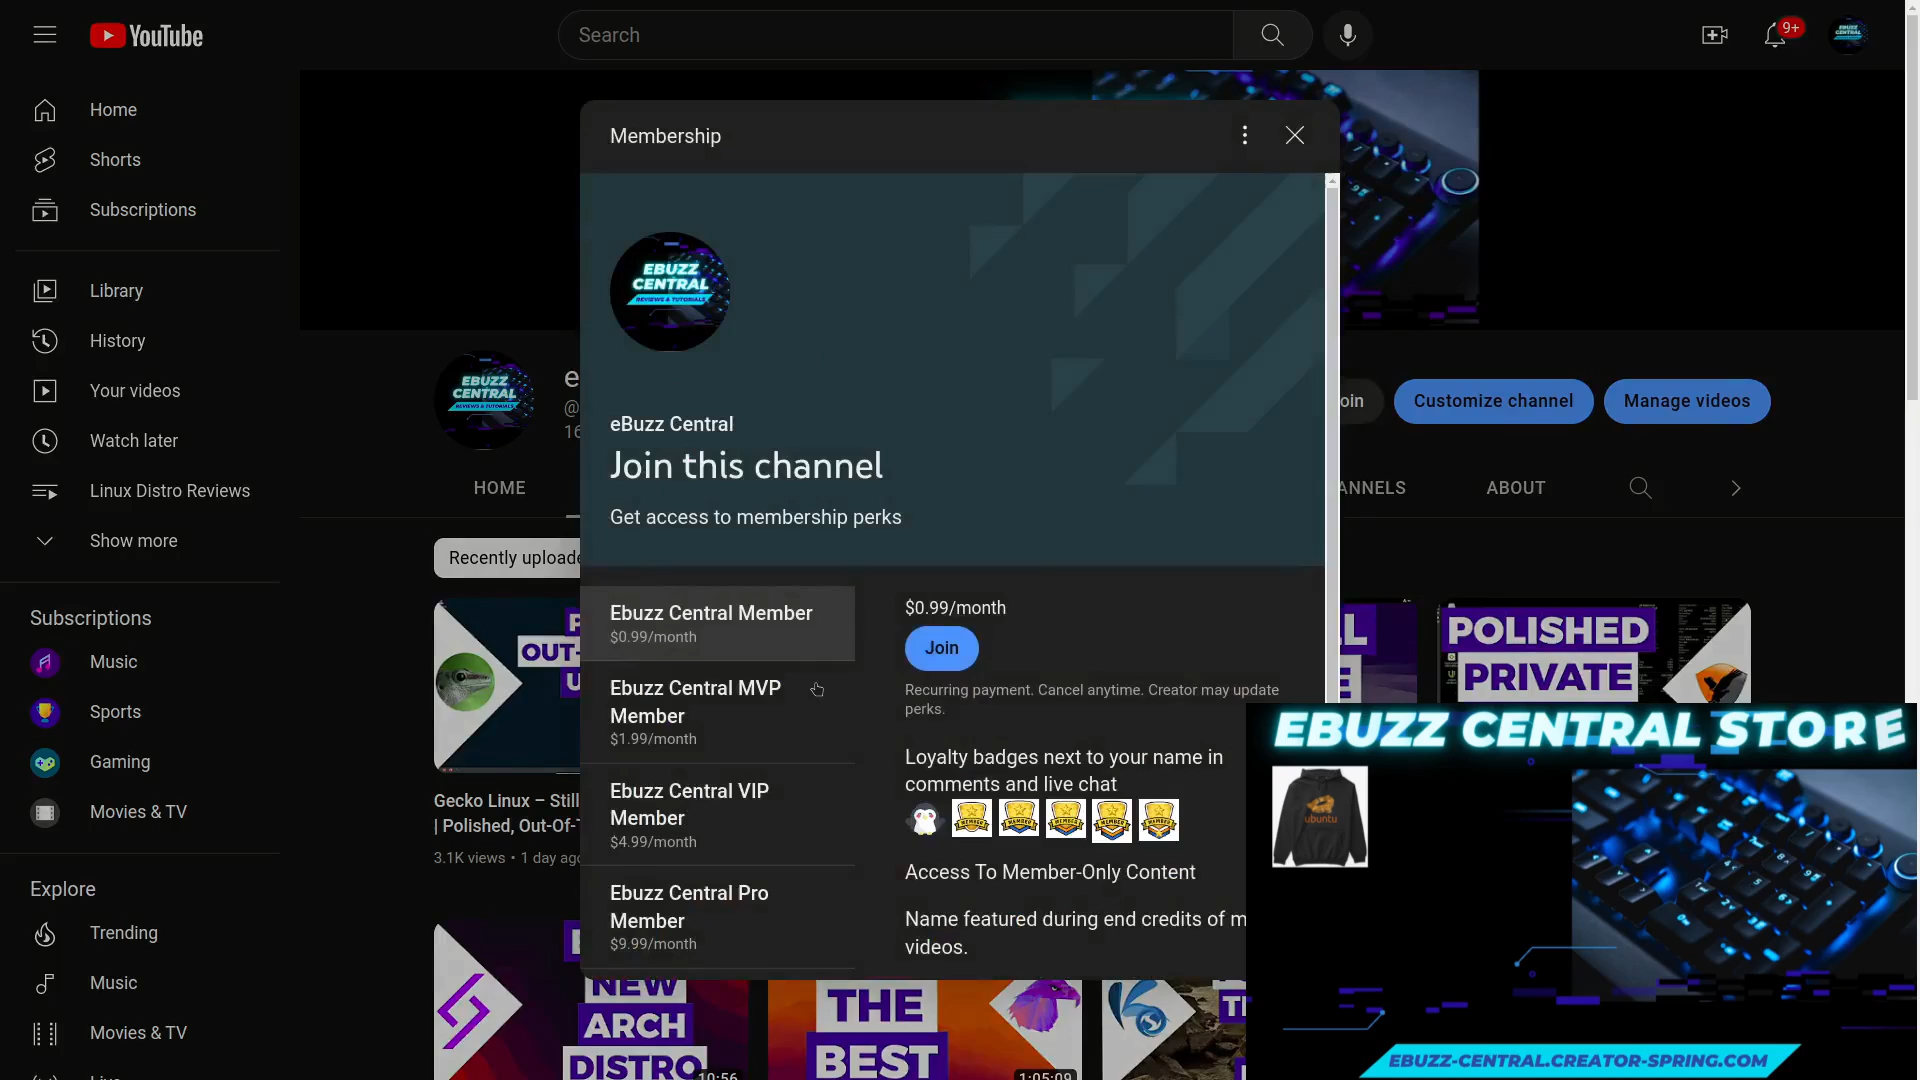 YouTube
Search
9+
Home
Shorts
Subscriptions
Library
History
Your videos
Watch later
Linux Distro Reviews
Show more
Subscriptions
Music
Sports
Gaming
Movies & TV
Explore
Trending
Music
Movies & TV
EBUZZ
CENTRAL
REVIEWS & TUTORIALS
HOME
Recently uploade
Gecko Linux – Still
| Polished, Out-Of-
3.1K views • 1 day ago
Membership
EBUZZ
CENTRAL
REVIEWS & TUTORIALS
eBuzz Central
Join this channel
Get access to membership perks
Ebuzz Central Member
$0.99/month
Ebuzz Central MVP
Member
$1.99/month
Ebuzz Central VIP
Member
$4.99/month
Ebuzz Central Pro
Member
$9.99/month
$0.99/month
Join
Recurring payment. Cancel anytime. Creator may update
perks.
Loyalty badges next to your name in
comments and live chat
Access To Member-Only Content
Name featured during end credits of m
videos.
oin
Customize channel
Manage videos
ANNELS
ABOUT
POLISHED
PRIVATE
NEW
ARCH
DISTRO
10:56
THE
BEST
1:05:09
EBUZZ CENTRAL STORE
ubuntu
EBUZZ-CENTRAL.CREATOR-SPRING.COM